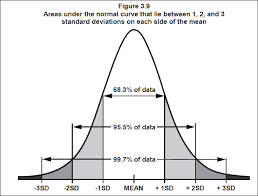 Figure 3.9
Areas under the normal curve that lie between 1, 2, and 3
standard deviations on each side of the mean
68.3% of data
95.5% of data
99.7% of data
-3SD -2SD -1SD MEAN + 1SD +2SD +3SD